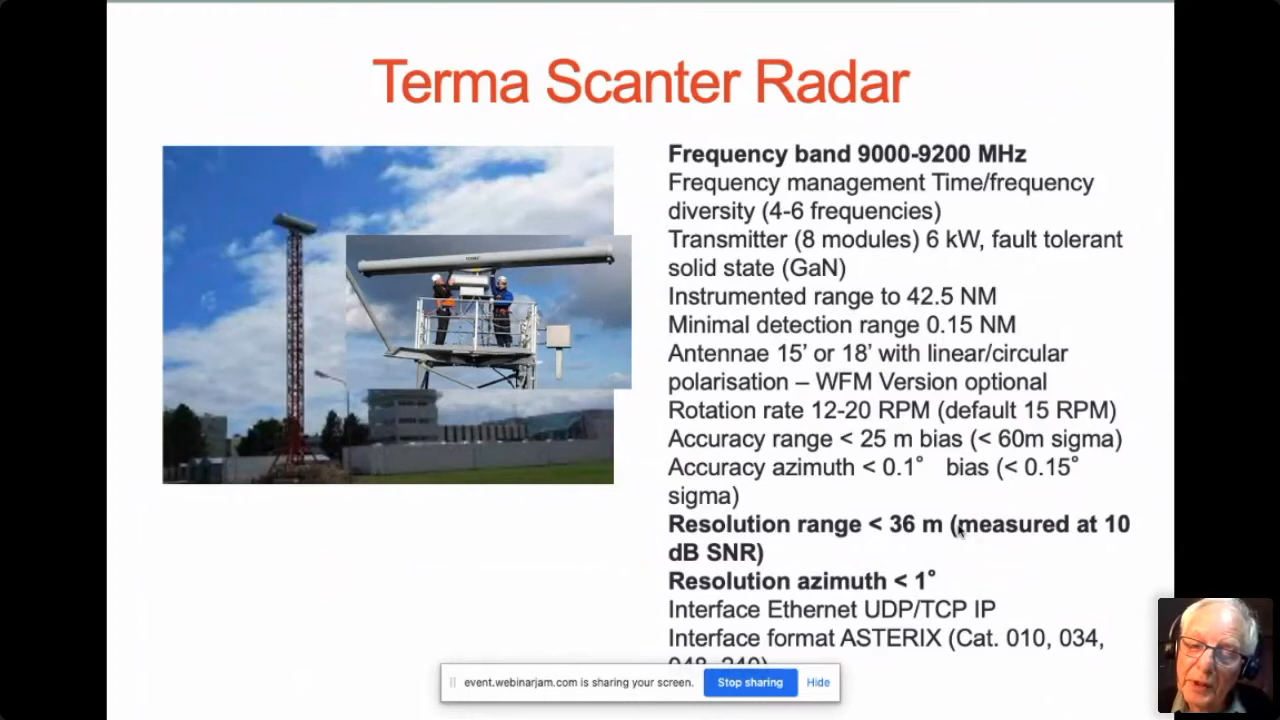 Terma Scanter Radar
Frequency band 9000-9200 MHz
Frequency management Time/frequency
diversity (4-6 frequencies)
Transmitter (8 modules) 6 kW, fault tolerant
solid state (GaN)
Instrumented range to 42.5 NM
Minimal detection range 0.15 NM
Antennae 15’ or 18’ with linear/circular
polarisation – WFM Version optional
Rotation rate 12-20 RPM (default 15 RPM)
Accuracy range < 25 m bias (< 60m sigma)
Accuracy azimuth < 0.1° bias (< 0.15°
sigma)
Resolution range < 36 m (measured at 10
dB SNR)
Resolution azimuth < 1°
Interface Ethernet UDP/TCP IP
Interface format ASTERIX (Cat. 010, 034,
048, 240)
event.webinarjam.com is sharing your screen.
Stop sharing
Hide